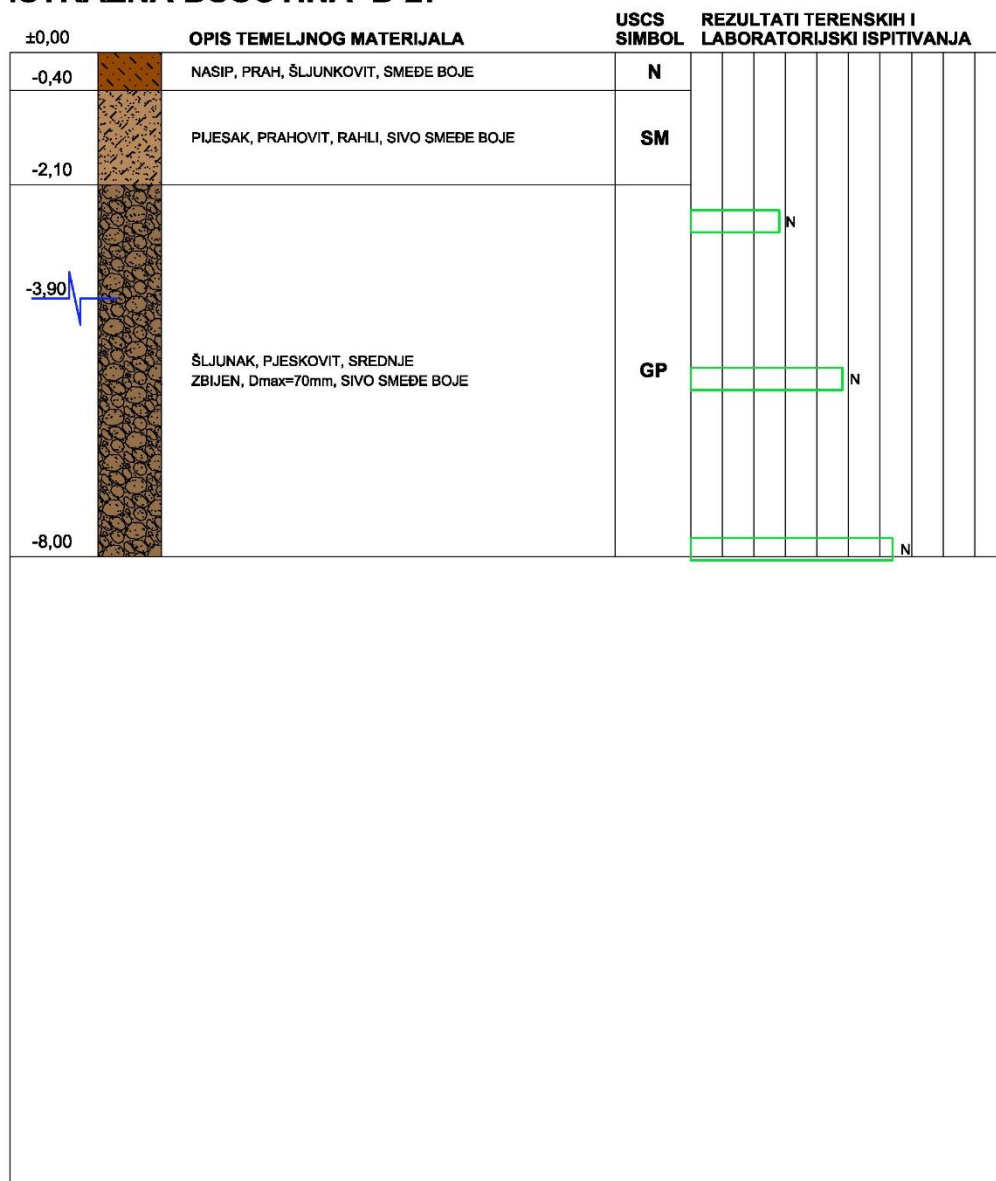 ±0,00
OPIS TEMELJNOG MATERIJALA
USCS
SIMBOL
REZULTATI TERENSKIH I
LABORATORIJSKI ISPITIVANJA
-0,40
NASIP, PRAH, ŠLJUNKOVIT, SMEĐE BOJE
N
PIJESAK, PRAHOVIT, RAHLI, SIVO SMEĐE BOJE
SM
-2,10
N
-3,90
ŠLJUNAK, PJESKOVIT, SREDNJE
ZBIJEN, Dmax=70mm, SIVO SMEĐE BOJE
GP
N
-8,00
N